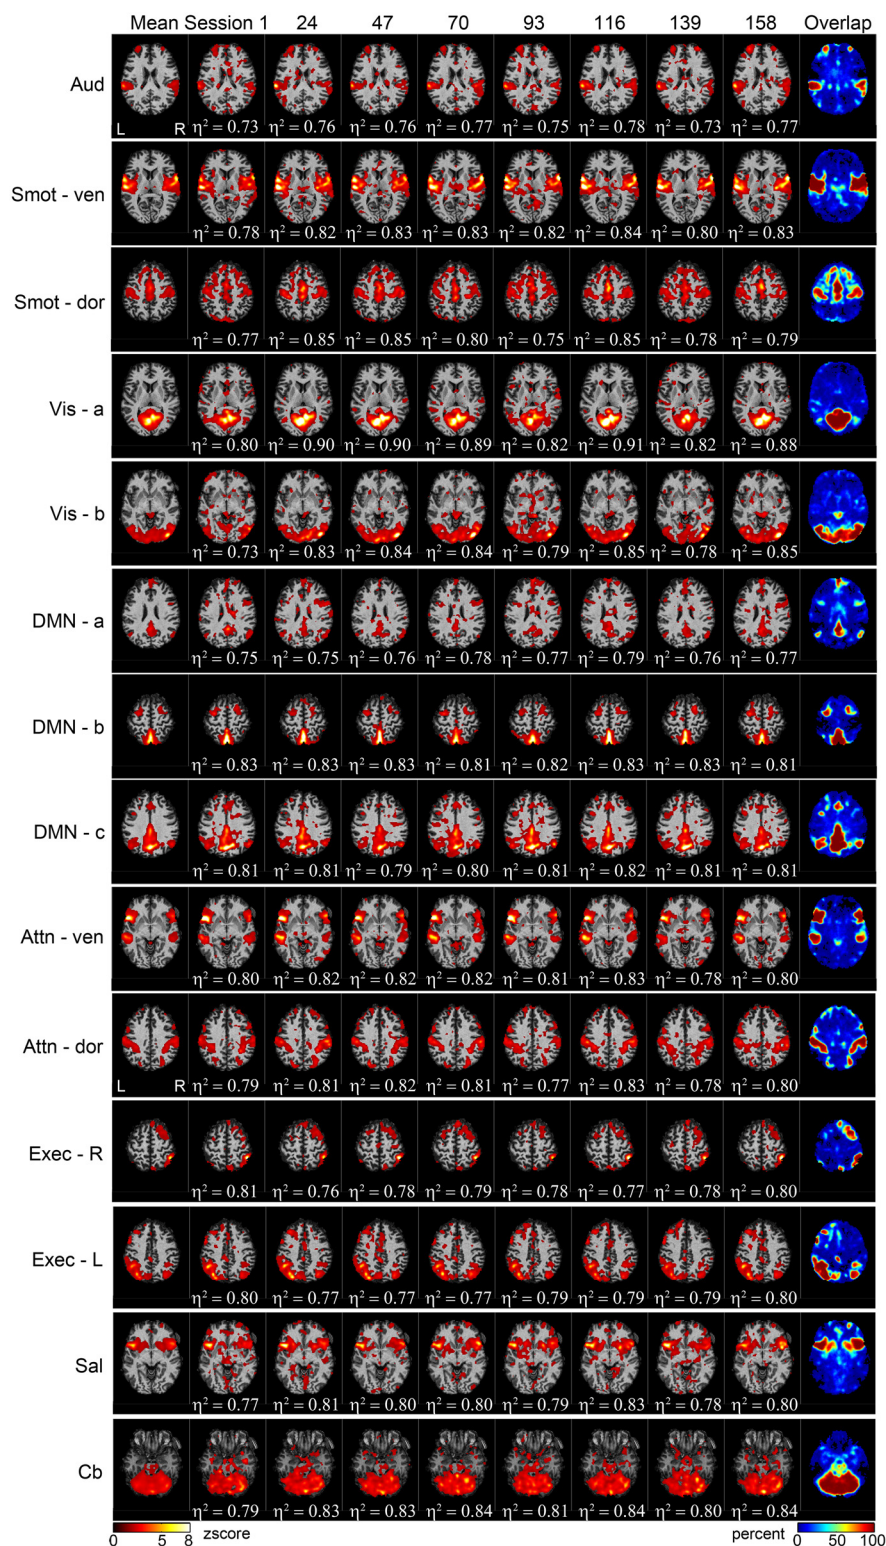 Mean Session 1 24 47 70 93 116 139 158 Overlap
Aud
L R η² = 0.73 η² = 0.76 η² = 0.76 η² = 0.77 η² = 0.75 η² = 0.78 η² = 0.73 η² = 0.77
Smot - ven
η² = 0.78 η² = 0.82 η² = 0.83 η² = 0.83 η² = 0.82 η² = 0.84 η² = 0.80 η² = 0.83
Smot - dor
η² = 0.77 η² = 0.85 η² = 0.85 η² = 0.80 η² = 0.75 η² = 0.85 η² = 0.78 η² = 0.79
Vis - a
η² = 0.80 η² = 0.90 η² = 0.90 η² = 0.89 η² = 0.82 η² = 0.91 η² = 0.82 η² = 0.88
Vis - b
η² = 0.73 η² = 0.83 η² = 0.84 η² = 0.84 η² = 0.79 η² = 0.85 η² = 0.78 η² = 0.85
DMN - a
η² = 0.75 η² = 0.75 η² = 0.76 η² = 0.78 η² = 0.77 η² = 0.79 η² = 0.76 η² = 0.77
DMN - b
η² = 0.83 η² = 0.83 η² = 0.83 η² = 0.81 η² = 0.82 η² = 0.83 η² = 0.83 η² = 0.81
DMN - c
η² = 0.81 η² = 0.81 η² = 0.79 η² = 0.80 η² = 0.81 η² = 0.82 η² = 0.81 η² = 0.81
Attn - ven
η² = 0.80 η² = 0.82 η² = 0.82 η² = 0.82 η² = 0.81 η² = 0.83 η² = 0.78 η² = 0.80
Attn - dor
L R η² = 0.79 η² = 0.81 η² = 0.82 η² = 0.81 η² = 0.77 η² = 0.83 η² = 0.78 η² = 0.80
Exec - R
η² = 0.81 η² = 0.76 η² = 0.78 η² = 0.79 η² = 0.78 η² = 0.77 η² = 0.78 η² = 0.80
Exec - L
η² = 0.80 η² = 0.77 η² = 0.77 η² = 0.77 η² = 0.79 η² = 0.79 η² = 0.79 η² = 0.80
Sal
η² = 0.77 η² = 0.81 η² = 0.80 η² = 0.80 η² = 0.79 η² = 0.83 η² = 0.78 η² = 0.80
Cb
η² = 0.79 η² = 0.83 η² = 0.83 η² = 0.84 η² = 0.81 η² = 0.84 η² = 0.80 η² = 0.84
zscore percent
0 5 8 0 50 100